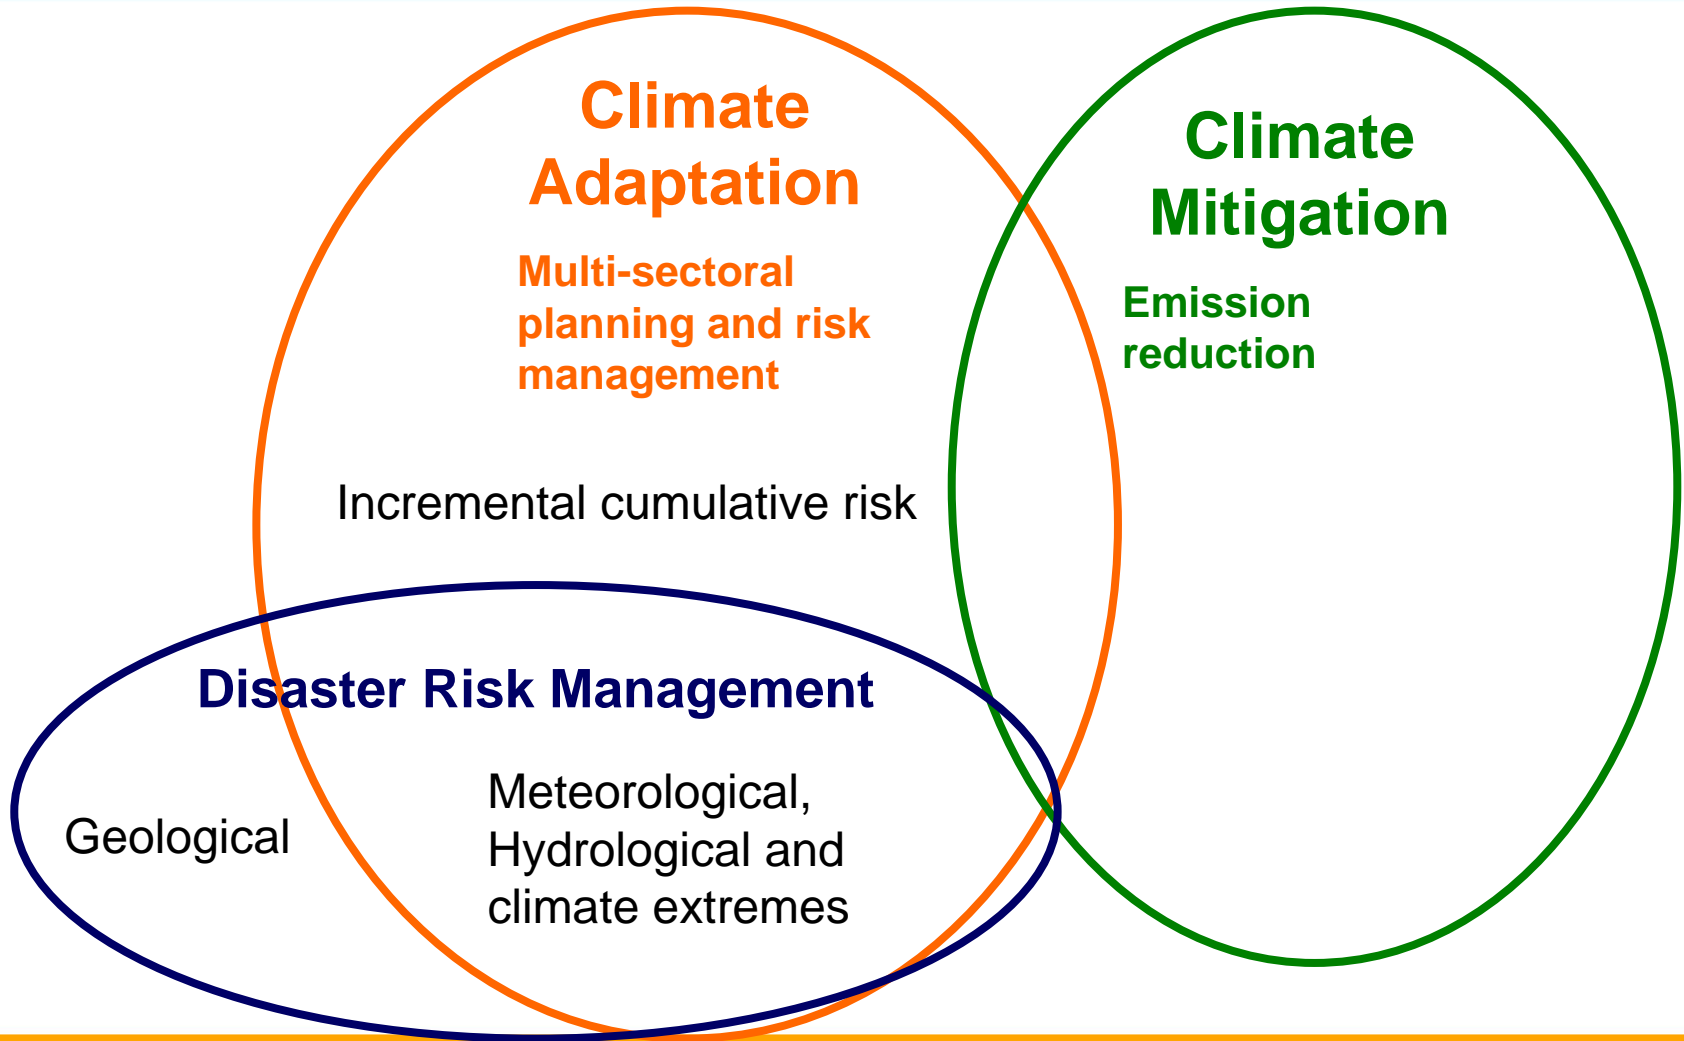 Climate
Adaptation
Multi-sectoral
planning and risk
management
Climate
Mitigation
Emission
reduction
Incremental cumulative risk
Disaster Risk Management
Geological
Meteorological,
Hydrological and
climate extremes